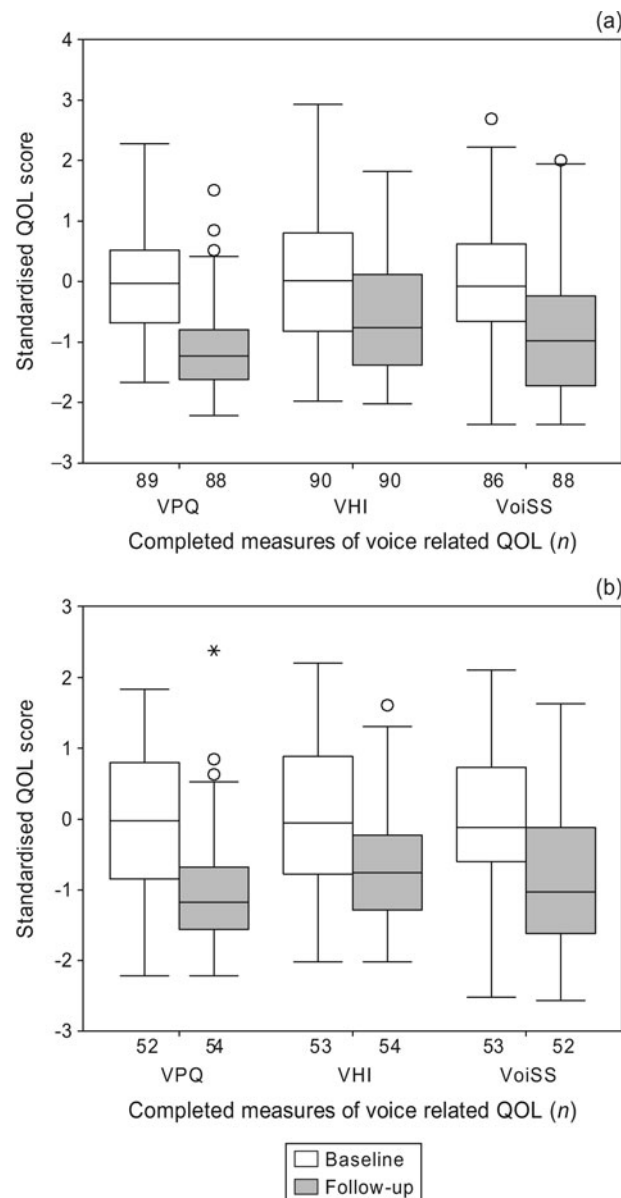 (a)
Standardised QOL score
4
3
2
1
0
–1
–2
–3
89 88 90 90 86 88
VPQ VHI VoiSS
Completed measures of voice related QOL (n)
(b)
Standardised QOL score
3
2
1
0
-1
-2
-3
52 54 53 54 53 52
VPQ VHI VoiSS
Completed measures of voice related QOL (n)
Baseline
Follow-up